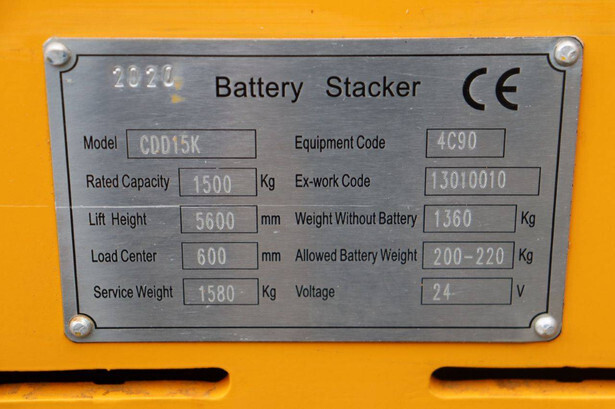 2020 Battery Stacker CE
Model CDD15K Equipment Code 4C90
Rated Capacity 1500 Kg Ex-work Code 13010010
Lift Height 5600 mm Weight Without Battery 1360 Kg
Load Center 600 mm Allowed Battery Weight 200-220 Kg
Service Weight 1580 Kg Voltage 24 V